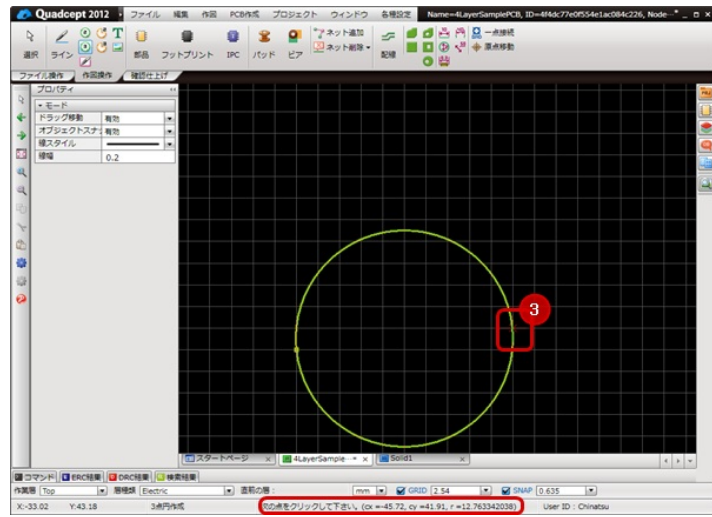 Quadcept 2012
ファイル 編集 作図 PCB作成 プロジェクト ウィンドウ 各種設定
Name=4LayerSamplePCB, ID=4f4dc77e0f554e1ac084c226, Node···*
選択 ライン 部品 フットプリント IPC パッド ビア ネット追加 ネット削除 配線 一点接続 原点移動
ファイル操作 作図操作 確認仕上げ
プロパティ
モード
ドラッグ移動 有効
オブジェクトスナ 有効
線スタイル
線幅 0.2
3
スタートページ x 4LayerSample···* x Solid1 x
コマンド ERC結果 DRC結果 検索結果
作業層 Top 層種類 Electric 直前の層 : mm GRID 2.54 SNAP 0.635
X:-33.02 Y:43.18 3点円作成 次の点をクリックして下さい。(cx =-45.72, cy =41.91, r =12.763342038) User ID : Chinatsu